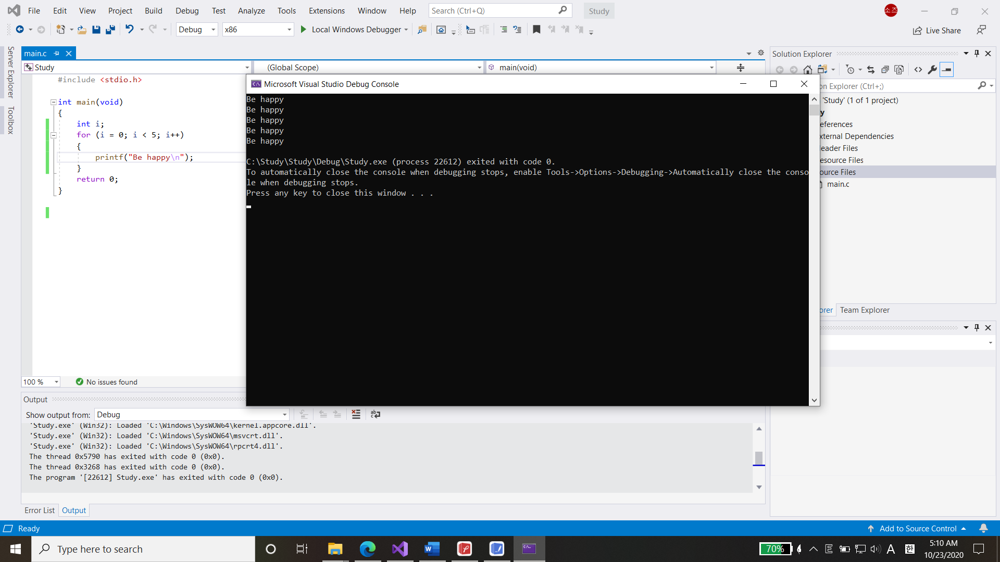 File Edit View Project Build Debug Test Analyze Tools Extensions Window Help Search (Ctrl+Q) Study 소즈
Debug x86 Local Windows Debugger Live Share
Server Explorer
Toolbox
main.c
Study (Global Scope) main(void)
#include <stdio.h>
int main(void)
{
int i;
for (i = 0; i < 5; i++)
{
printf("Be happy\n");
}
return 0;
}
100 % No issues found
Microsoft Visual Studio Debug Console
Be happy
Be happy
Be happy
Be happy
Be happy
C:\Study\Study\Debug\Study.exe (process 22612) exited with code 0.
To automatically close the console when debugging stops, enable Tools->Options->Debugging->Automatically close the conso
le when debugging stops.
Press any key to close this window . . .
Solution Explorer
on Explorer (Ctrl+;)
'Study' (1 of 1 project)
y
eferences
xternal Dependencies
eader Files
esource Files
ource Files
main.c
orer Team Explorer
Output
Show output from: Debug
'Study.exe' (Win32): Loaded 'C:\Windows\SysWOW64\kernel.appcore.dll'.
'Study.exe' (Win32): Loaded 'C:\Windows\SysWOW64\msvcrt.dll'.
'Study.exe' (Win32): Loaded 'C:\Windows\SysWOW64\rpcrt4.dll'.
The thread 0x5790 has exited with code 0 (0x0).
The thread 0x3268 has exited with code 0 (0x0).
The program '[22612] Study.exe' has exited with code 0 (0x0).
Error List Output
Ready Add to Source Control
Type here to search 70% E A 한 5:10 AM
10/23/2020